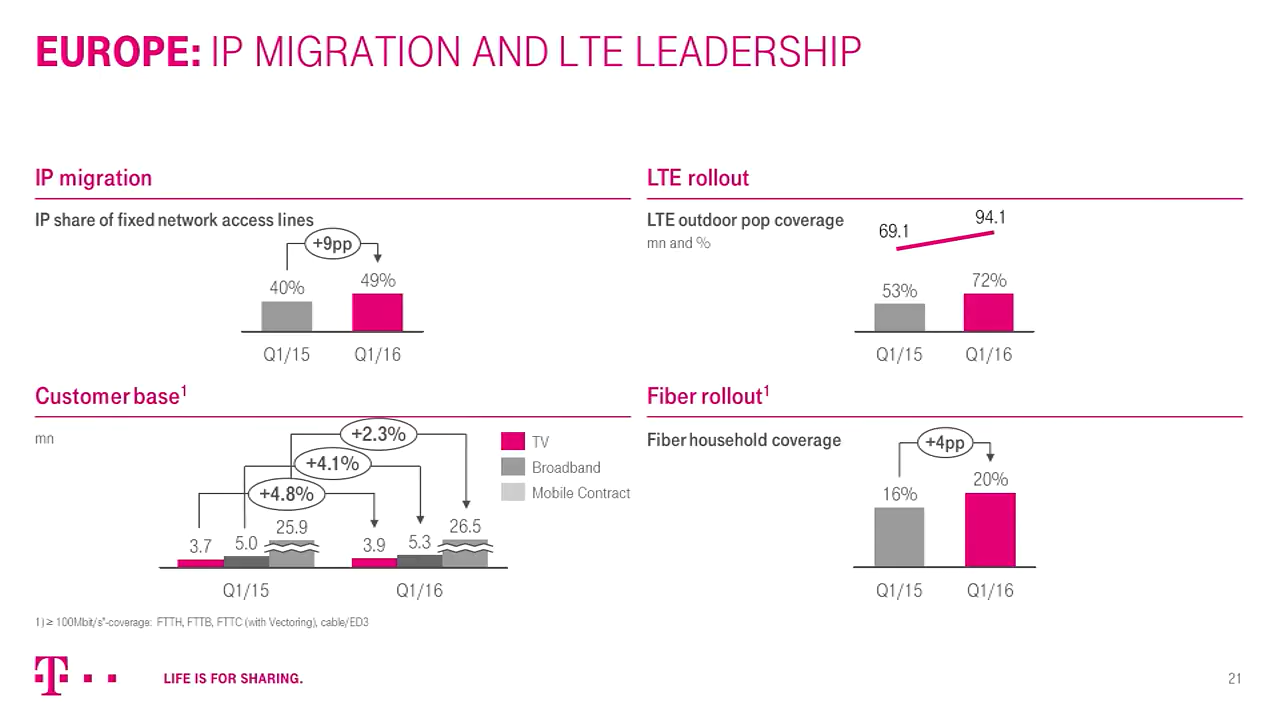 EUROPE: IP MIGRATION AND LTE LEADERSHIP
IP migration
IP share of fixed network access lines
+9pp
40%
49%
Q1/15
Q1/16
LTE rollout
LTE outdoor pop coverage
mn and %
69.1
94.1
53%
72%
Q1/15
Q1/16
Customer base1
mn
+2.3%
+4.1%
+4.8%
TV
Broadband
Mobile Contract
3.7
5.0
25.9
3.9
5.3
26.5
Q1/15
Q1/16
Fiber rollout1
Fiber household coverage
+4pp
16%
20%
Q1/15
Q1/16
1) ≥ 100Mbit/s"-coverage: FTTH, FTTB, FTTC (with Vectoring), cable/ED3
T
LIFE IS FOR SHARING.
21